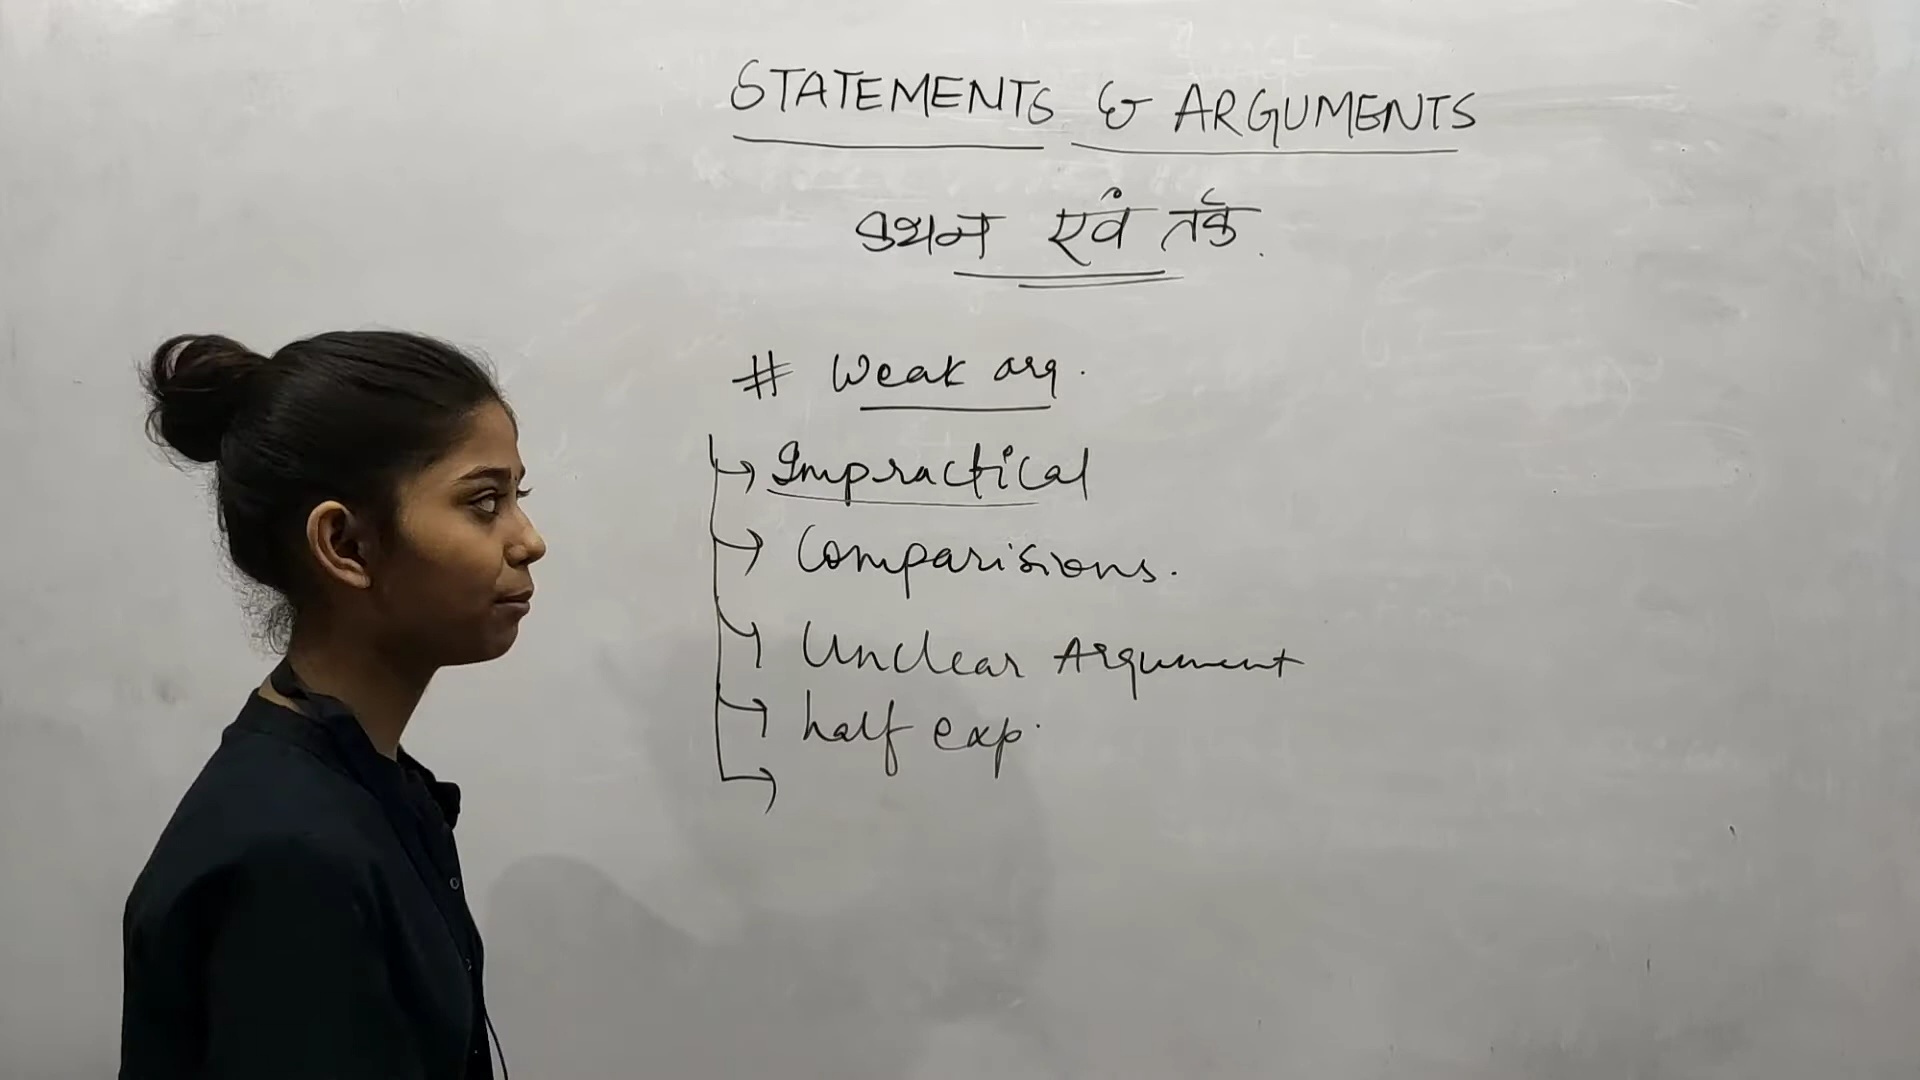 STATEMENTS & ARGUMENTS
कथन एवं तर्क.
# Weak arg.
Impractical
Comparisions.
Unclear Argument
half exp.